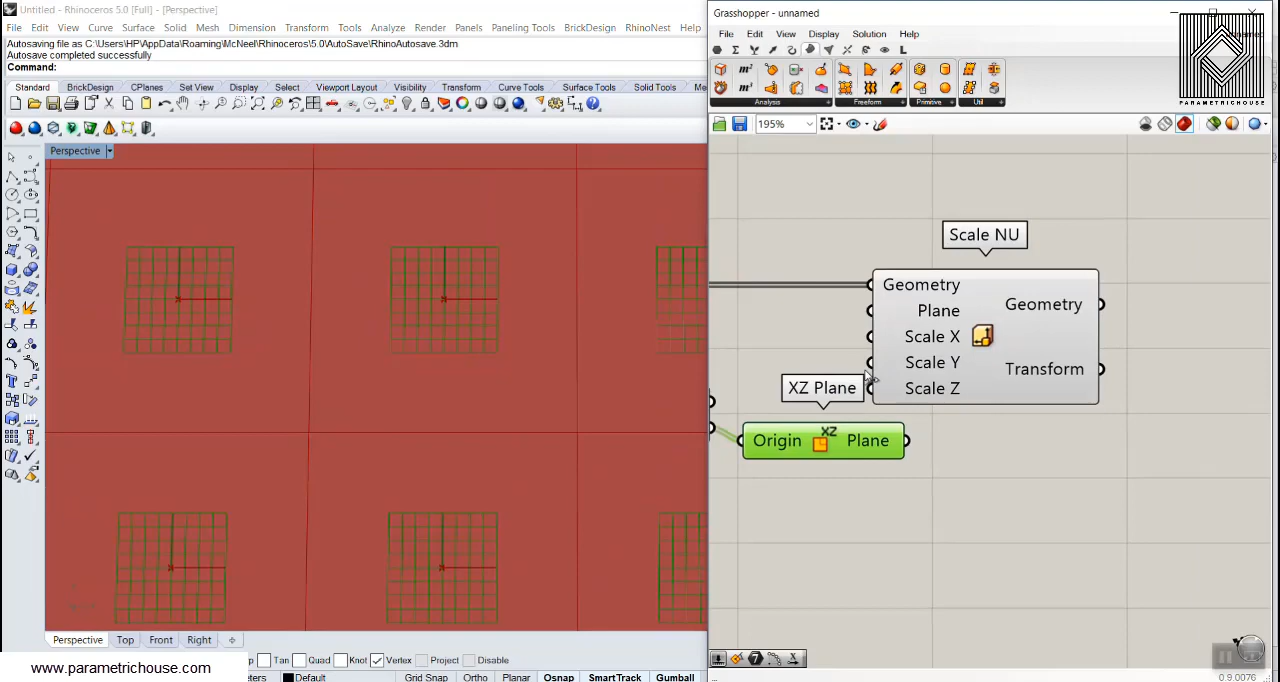 Untitled - Rhinoceros 5.0 [Full] - [Perspective]
File Edit View Curve Surface Solid Mesh Dimension Transform Tools Analyze Render Panels Paneling Tools BrickDesign RhinoNest Help
Autosaving file as C:\Users\HP\AppData\Roaming\McNeel\Rhinoceros\5.0\AutoSave\RhinoAutosave.3dm
Autosave completed successfully
Command:
Standard BrickDesign CPlanes Set View Display Select Viewport Layout Visibility Transform Curve Tools Surface Tools Solid Tools Me
Perspective
Perspective Top Front Right
Tan Quad Knot Vertex Project Disable
eters Default Grid Snap Ortho Planar Osnap SmartTrack Gumball
www.parametrichouse.com
Grasshopper - unnamed
File Edit View Display Solution Help
Analysis Freeform Primitive Util
195%
PARAMETRICHOUSE
Scale NU
Geometry
Plane
Scale X
Scale Y
Scale Z
Geometry
Transform
XZ Plane
Origin XZ Plane
0.9.0076